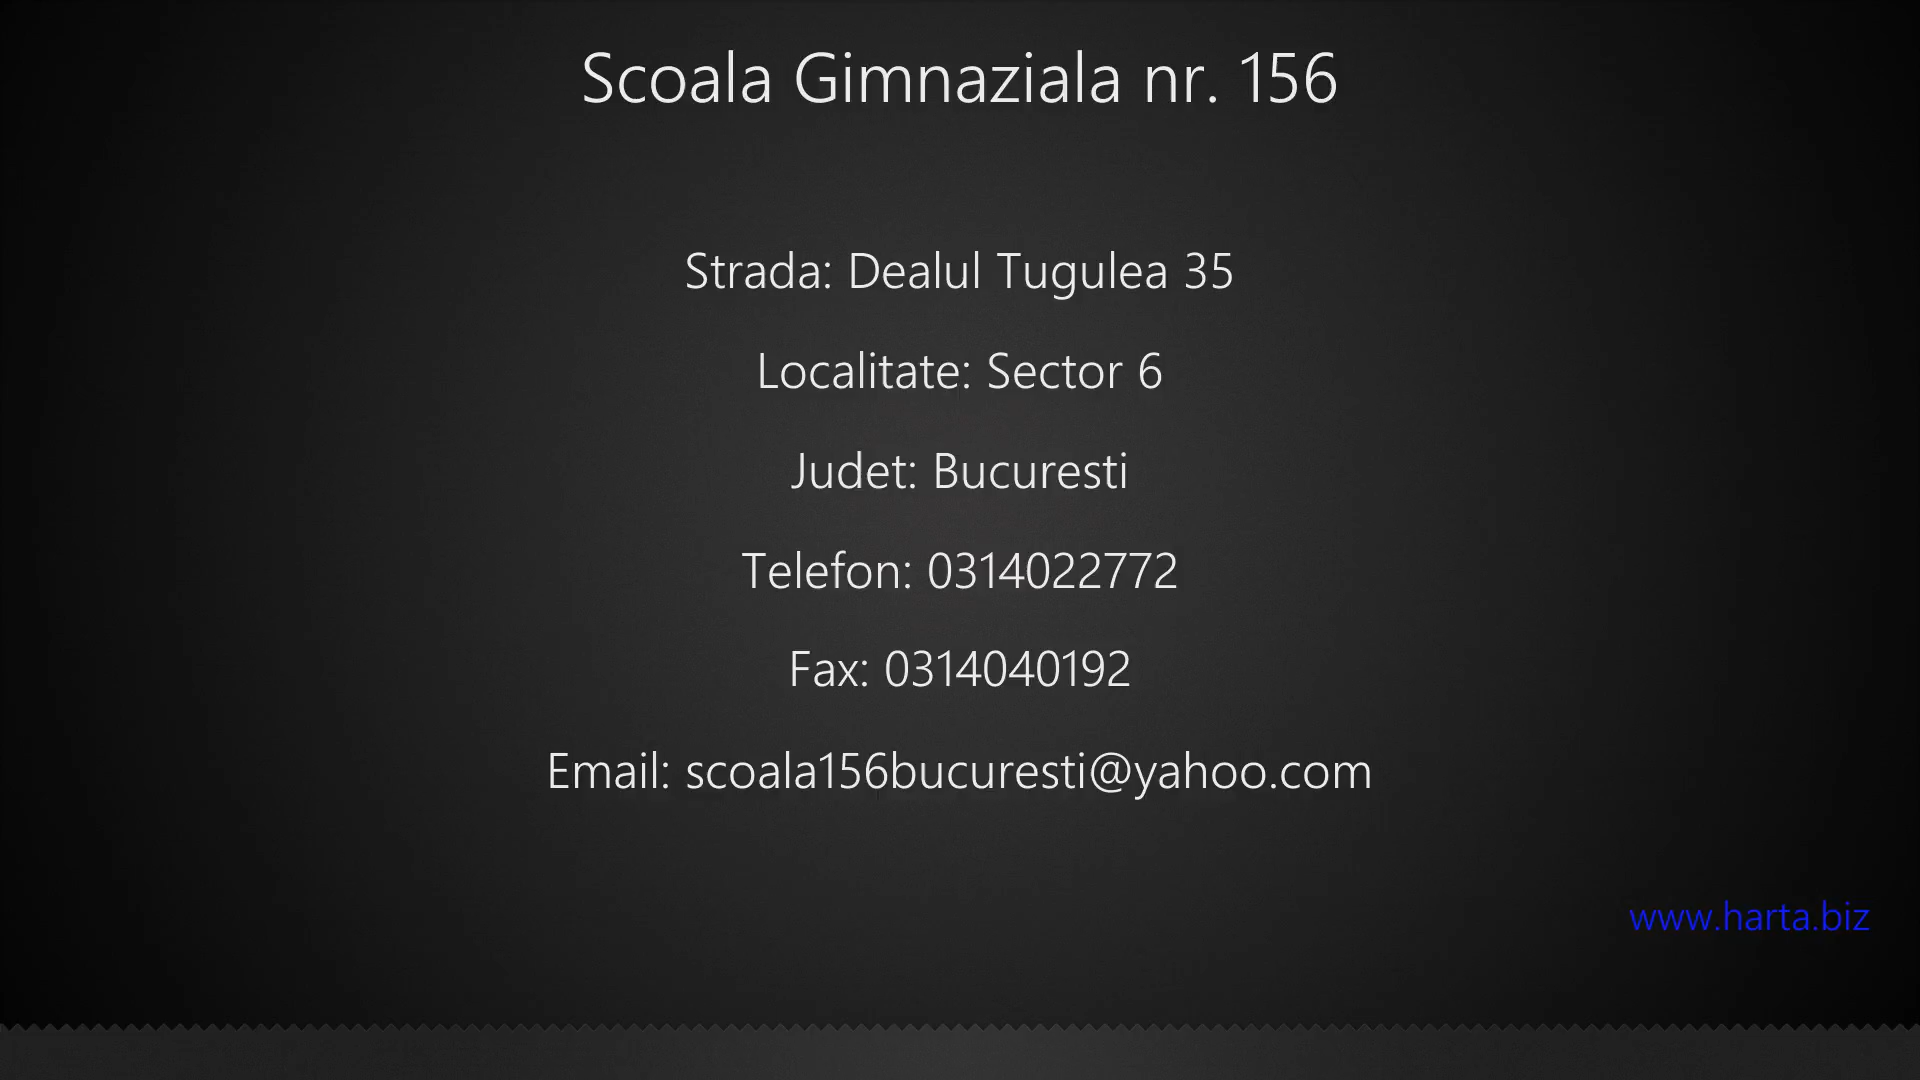 Scoala Gimnaziala nr. 156
Strada: Dealul Tugulea 35
Localitate: Sector 6
Judet: Bucuresti
Telefon: 0314022772
Fax: 0314040192
Email: scoala156bucuresti@yahoo.com
www.harta.biz